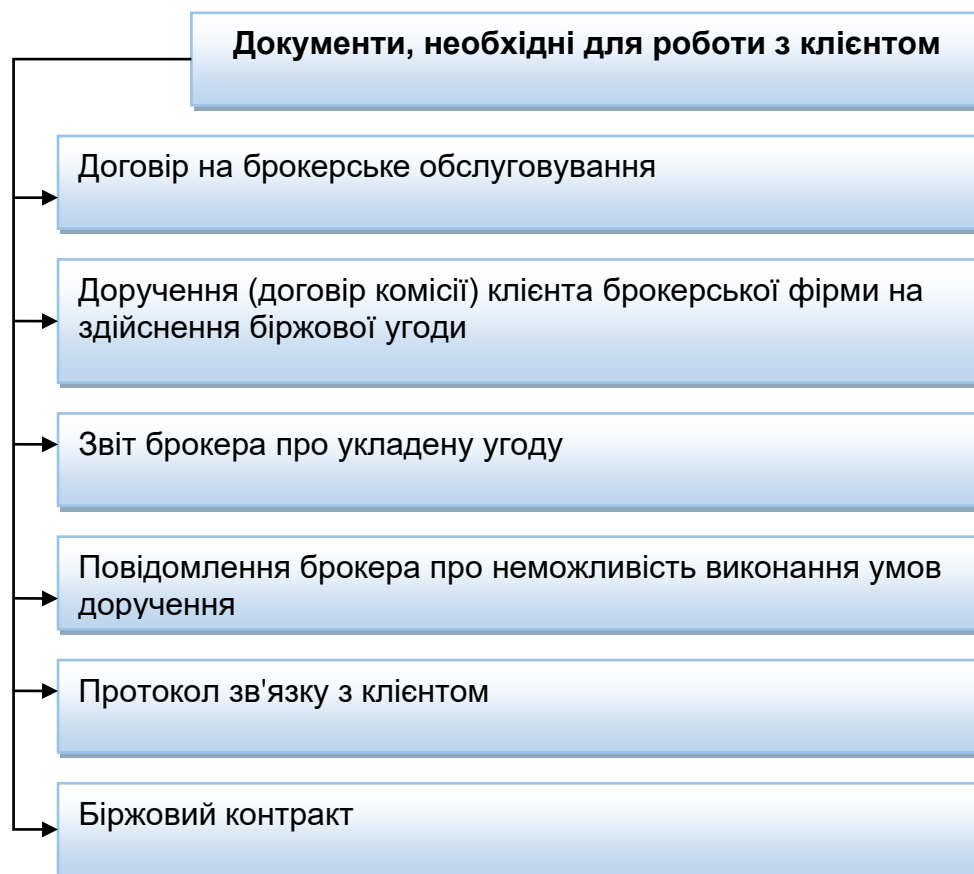 Документи, необхідні для роботи з клієнтом
Договір на брокерське обслуговування
Доручення (договір комісії) клієнта брокерської фірми на
здійснення біржової угоди
Звіт брокера про укладену угоду
Повідомлення брокера про неможливість виконання умов
доручення
Протокол зв'язку з клієнтом
Біржовий контракт